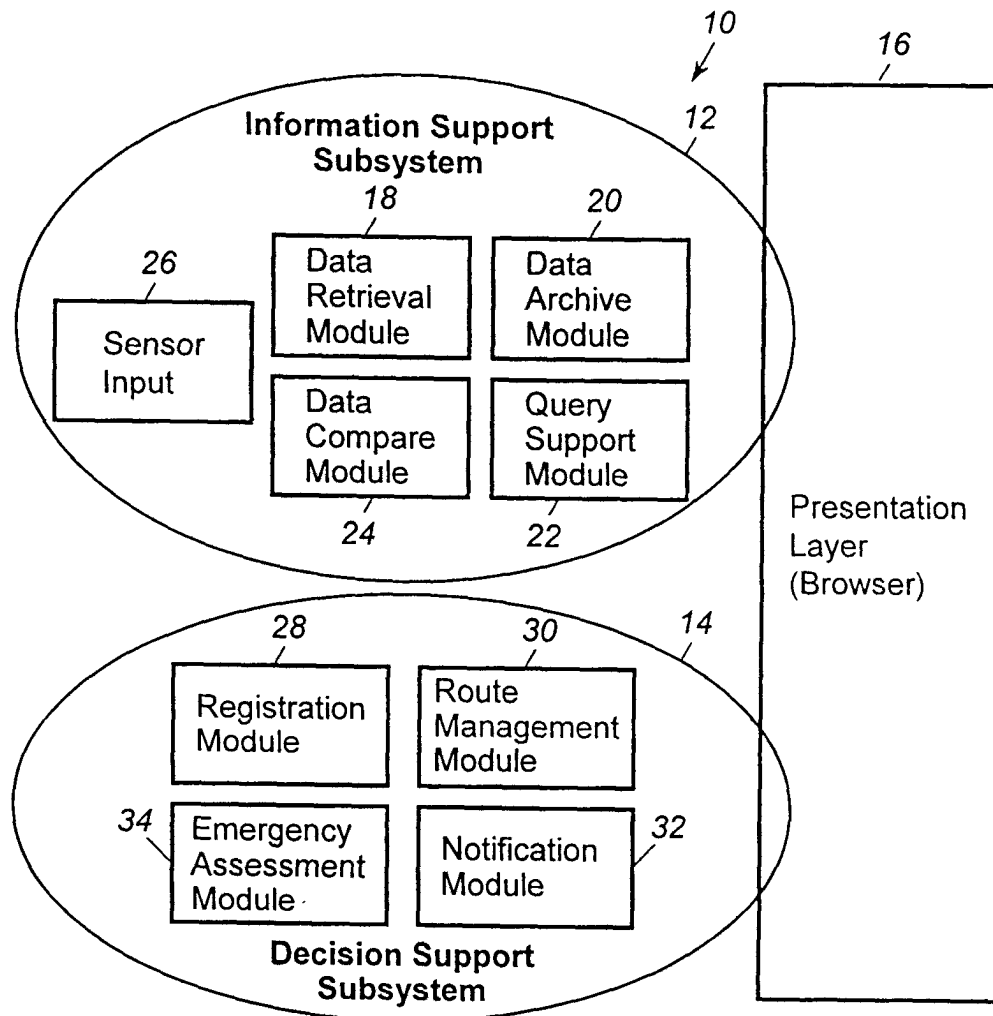 10
16
12
Information Support
Subsystem
18
20
26
Data
Retrieval
Module
Data
Archive
Module
Sensor
Input
Data
Compare
Module
Query
Support
Module
24
22
Presentation
Layer
(Browser)
28
30
14
Registration
Module
Route
Management
Module
34
Emergency
Assessment
Module
Notification
Module
32
Decision Support
Subsystem